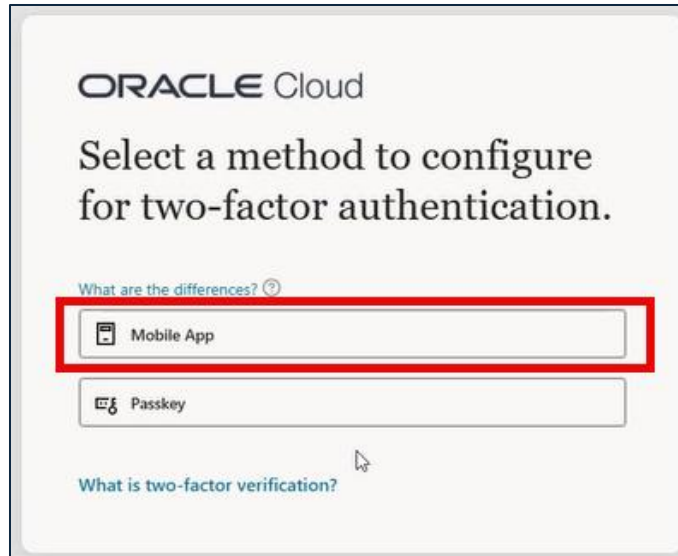 ORACLE Cloud
Select a method to configure
for two-factor authentication.
What are the differences?
Mobile App
Passkey
What is two-factor verification?